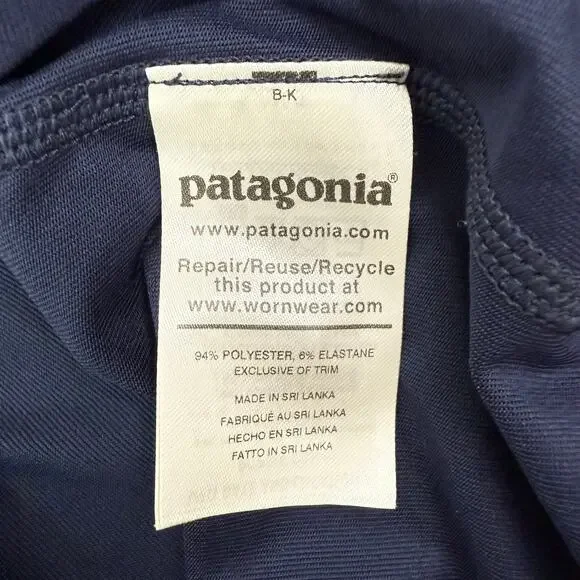 B-K
patagonia®
www.patagonia.com
Repair/Reuse/Recycle
this product at
www.wornwear.com
94% POLYESTER, 6% ELASTANE
EXCLUSIVE OF TRIM
MADE IN SRI LANKA
FABRIQUÉ AU SRI LANKA
HECHO EN SRI LANKA
FATTO IN SRI LANKA